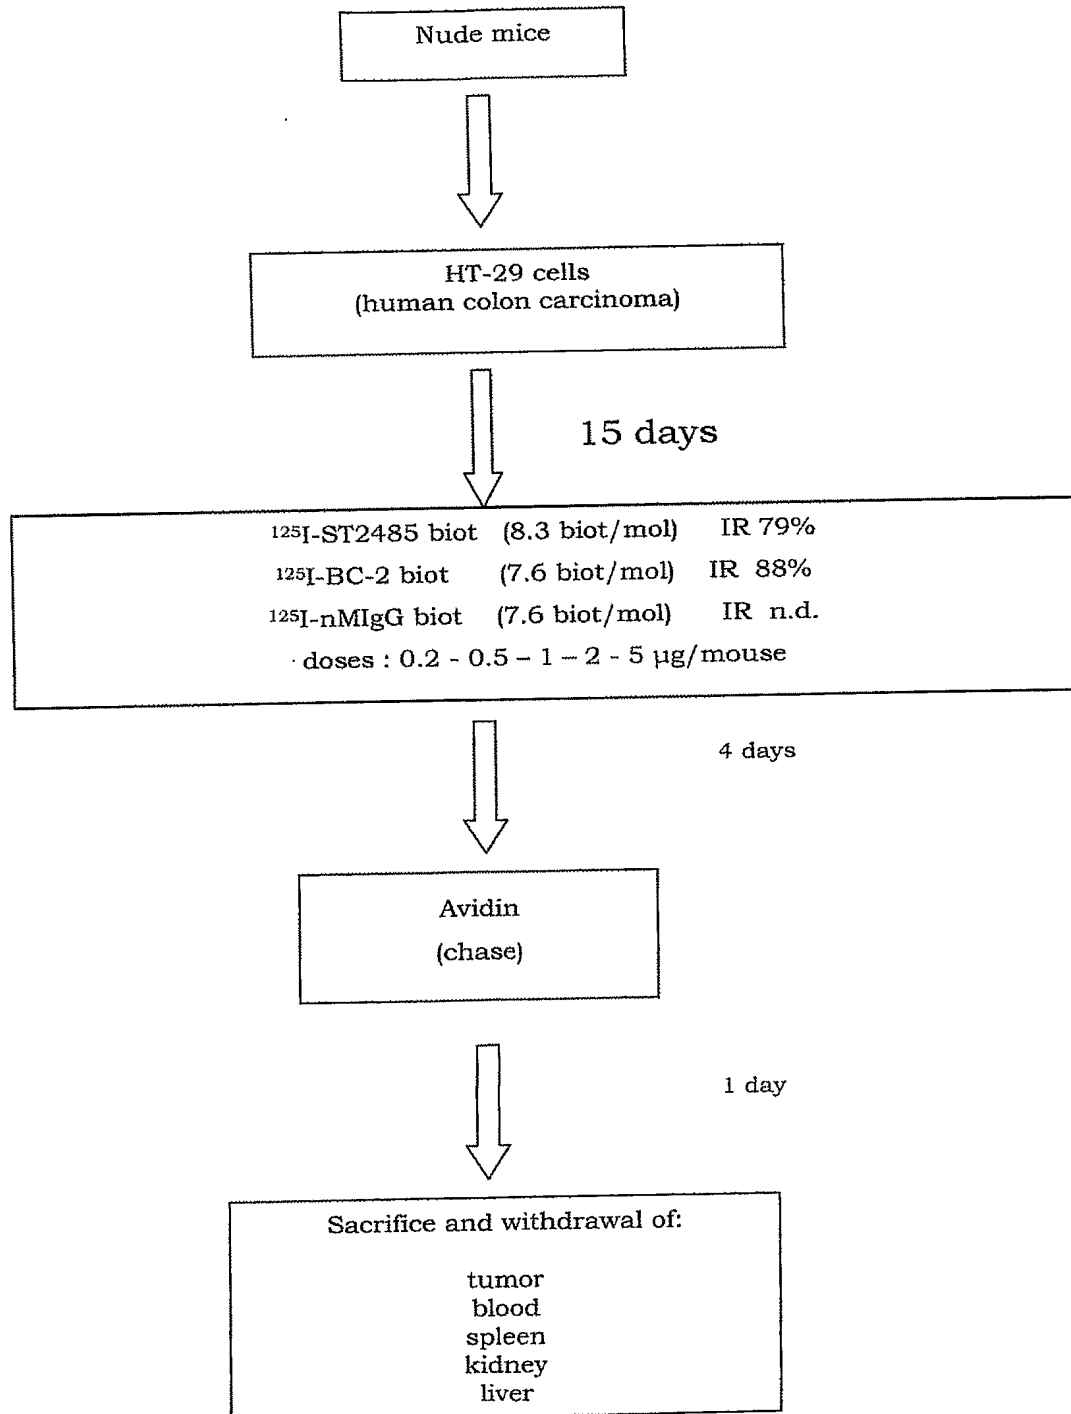 Nude mice
HT-29 cells
(human colon carcinoma)
15 days
¹²⁵I-ST2485 biot (8.3 biot/mol) IR 79%
¹²⁵I-BC-2 biot (7.6 biot/mol) IR 88%
¹²⁵I-nMIgG biot (7.6 biot/mol) IR n.d.
doses : 0.2 - 0.5 – 1 – 2 - 5 µg/mouse
4 days
Avidin
(chase)
1 day
Sacrifice and withdrawal of:
tumor
blood
spleen
kidney
liver